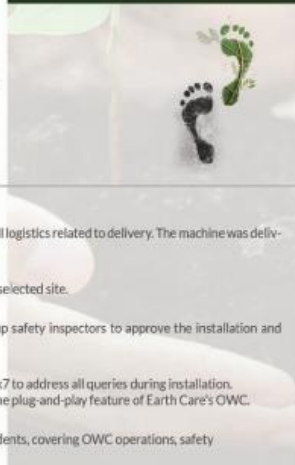 l logistics related to delivery. The machine was deliv-
selected site.
p safety inspectors to approve the installation and
x7 to address all queries during installation.
e plug-and-play feature of Earth Care's OWC.
dents, covering OWC operations, safety